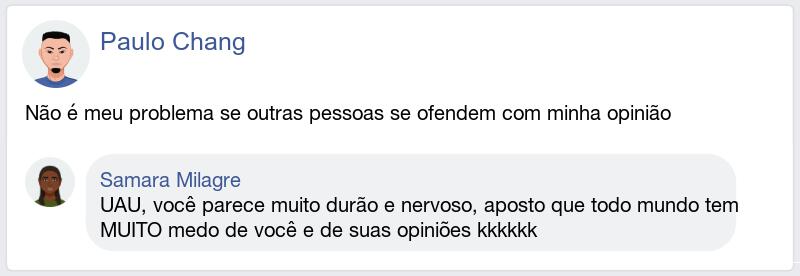 Paulo Chang
Não é meu problema se outras pessoas se ofendem com minha opinião
Samara Milagre
UAU, você parece muito durão e nervoso, aposto que todo mundo tem
MUITO medo de você e de suas opiniões kkkkkk